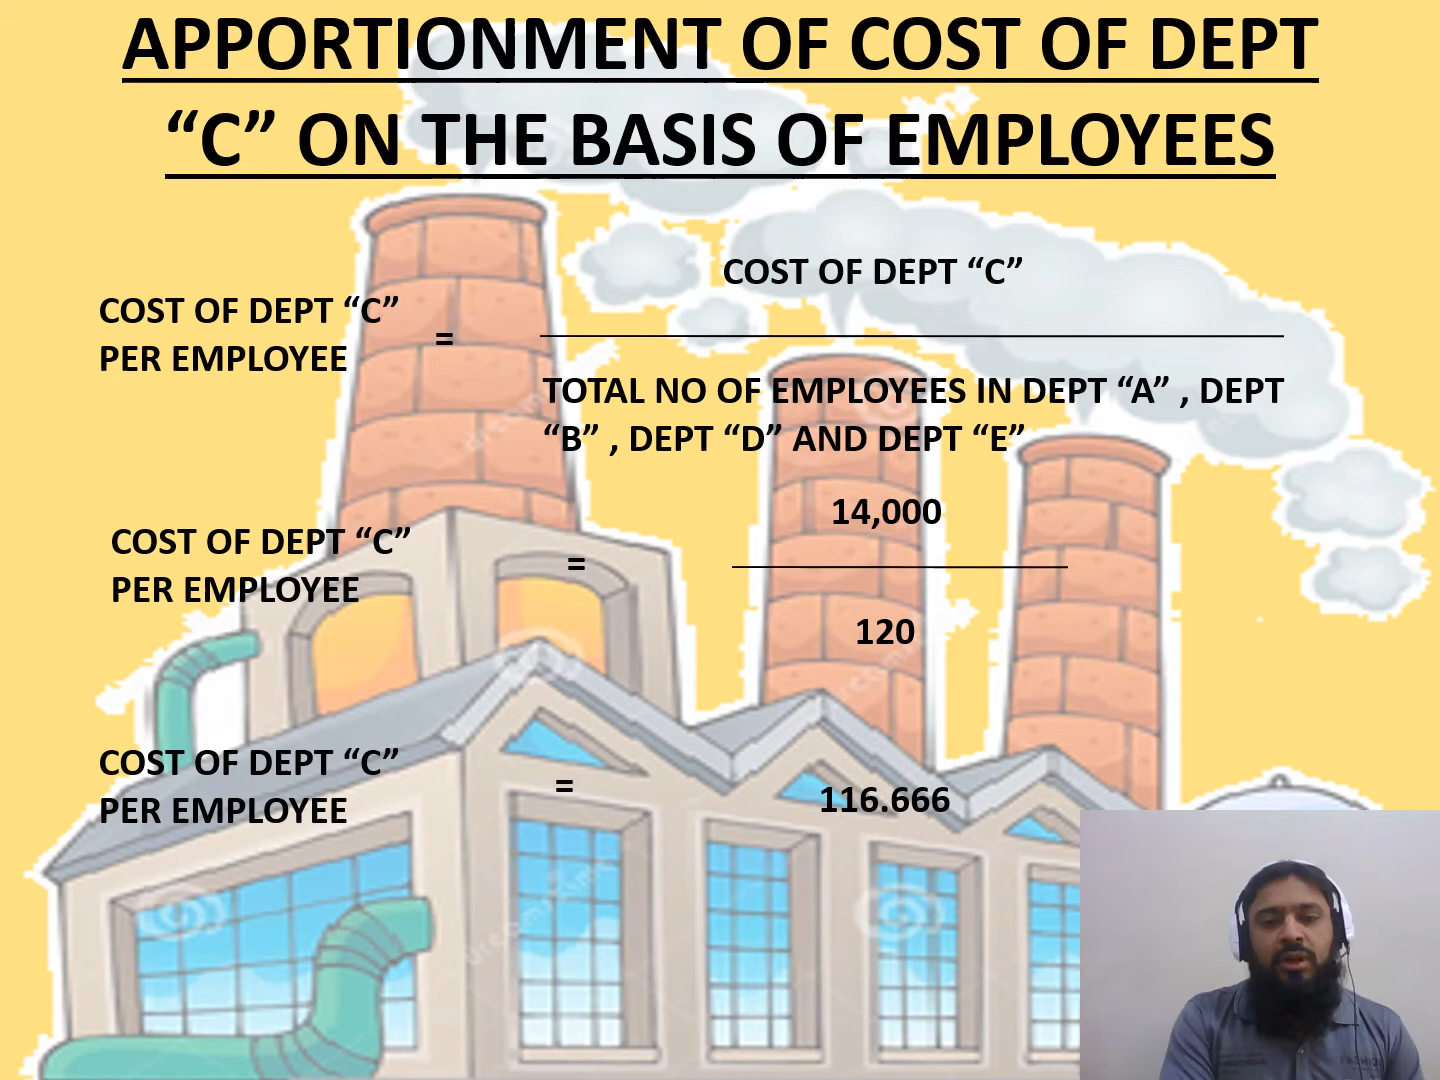 APPORTIONMENT OF COST OF DEPT
“C” ON THE BASIS OF EMPLOYEES
COST OF DEPT “C”
PER EMPLOYEE
=
COST OF DEPT “C”
TOTAL NO OF EMPLOYEES IN DEPT “A” , DEPT
“B” , DEPT “D” AND DEPT “E”
COST OF DEPT “C”
PER EMPLOYEE
=
14,000
120
COST OF DEPT “C”
PER EMPLOYEE
=
116.666